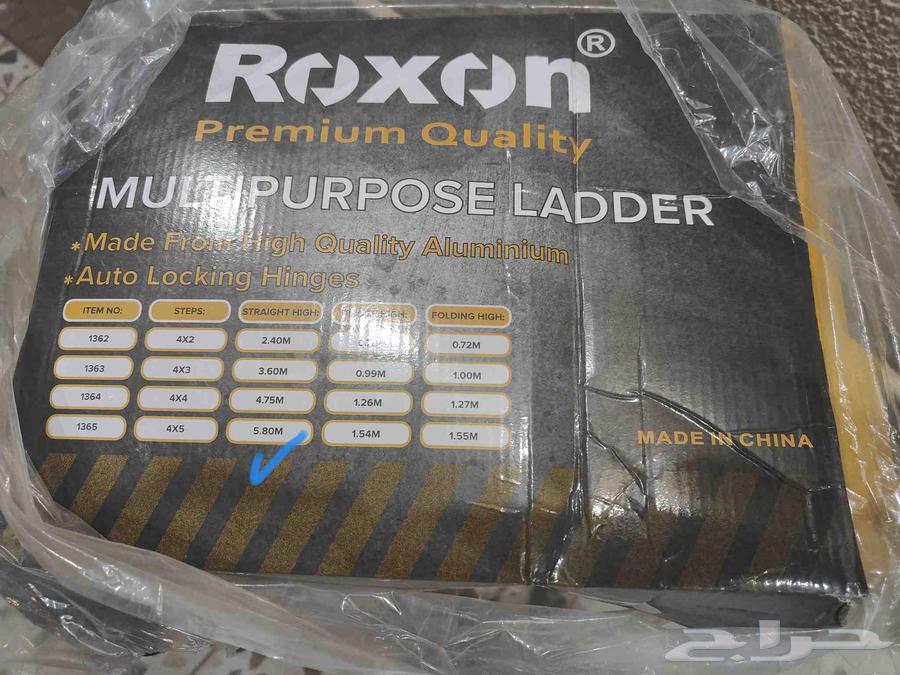 Roxon®
Premium Quality
MULTIPURPOSE LADDER
*Made From High Quality Aluminium
*Auto Locking Hinges
ITEM NO: STEPS: STRAIGHT HIGH: HIGH: FOLDING HIGH:
1362 4X2 2.40M 0.72M
1363 4X3 3.60M 0.99M 1.00M
1364 4X4 4.75M 1.26M 1.27M
1365 4X5 5.80M 1.54M 1.55M
MADE IN CHINA
حراج